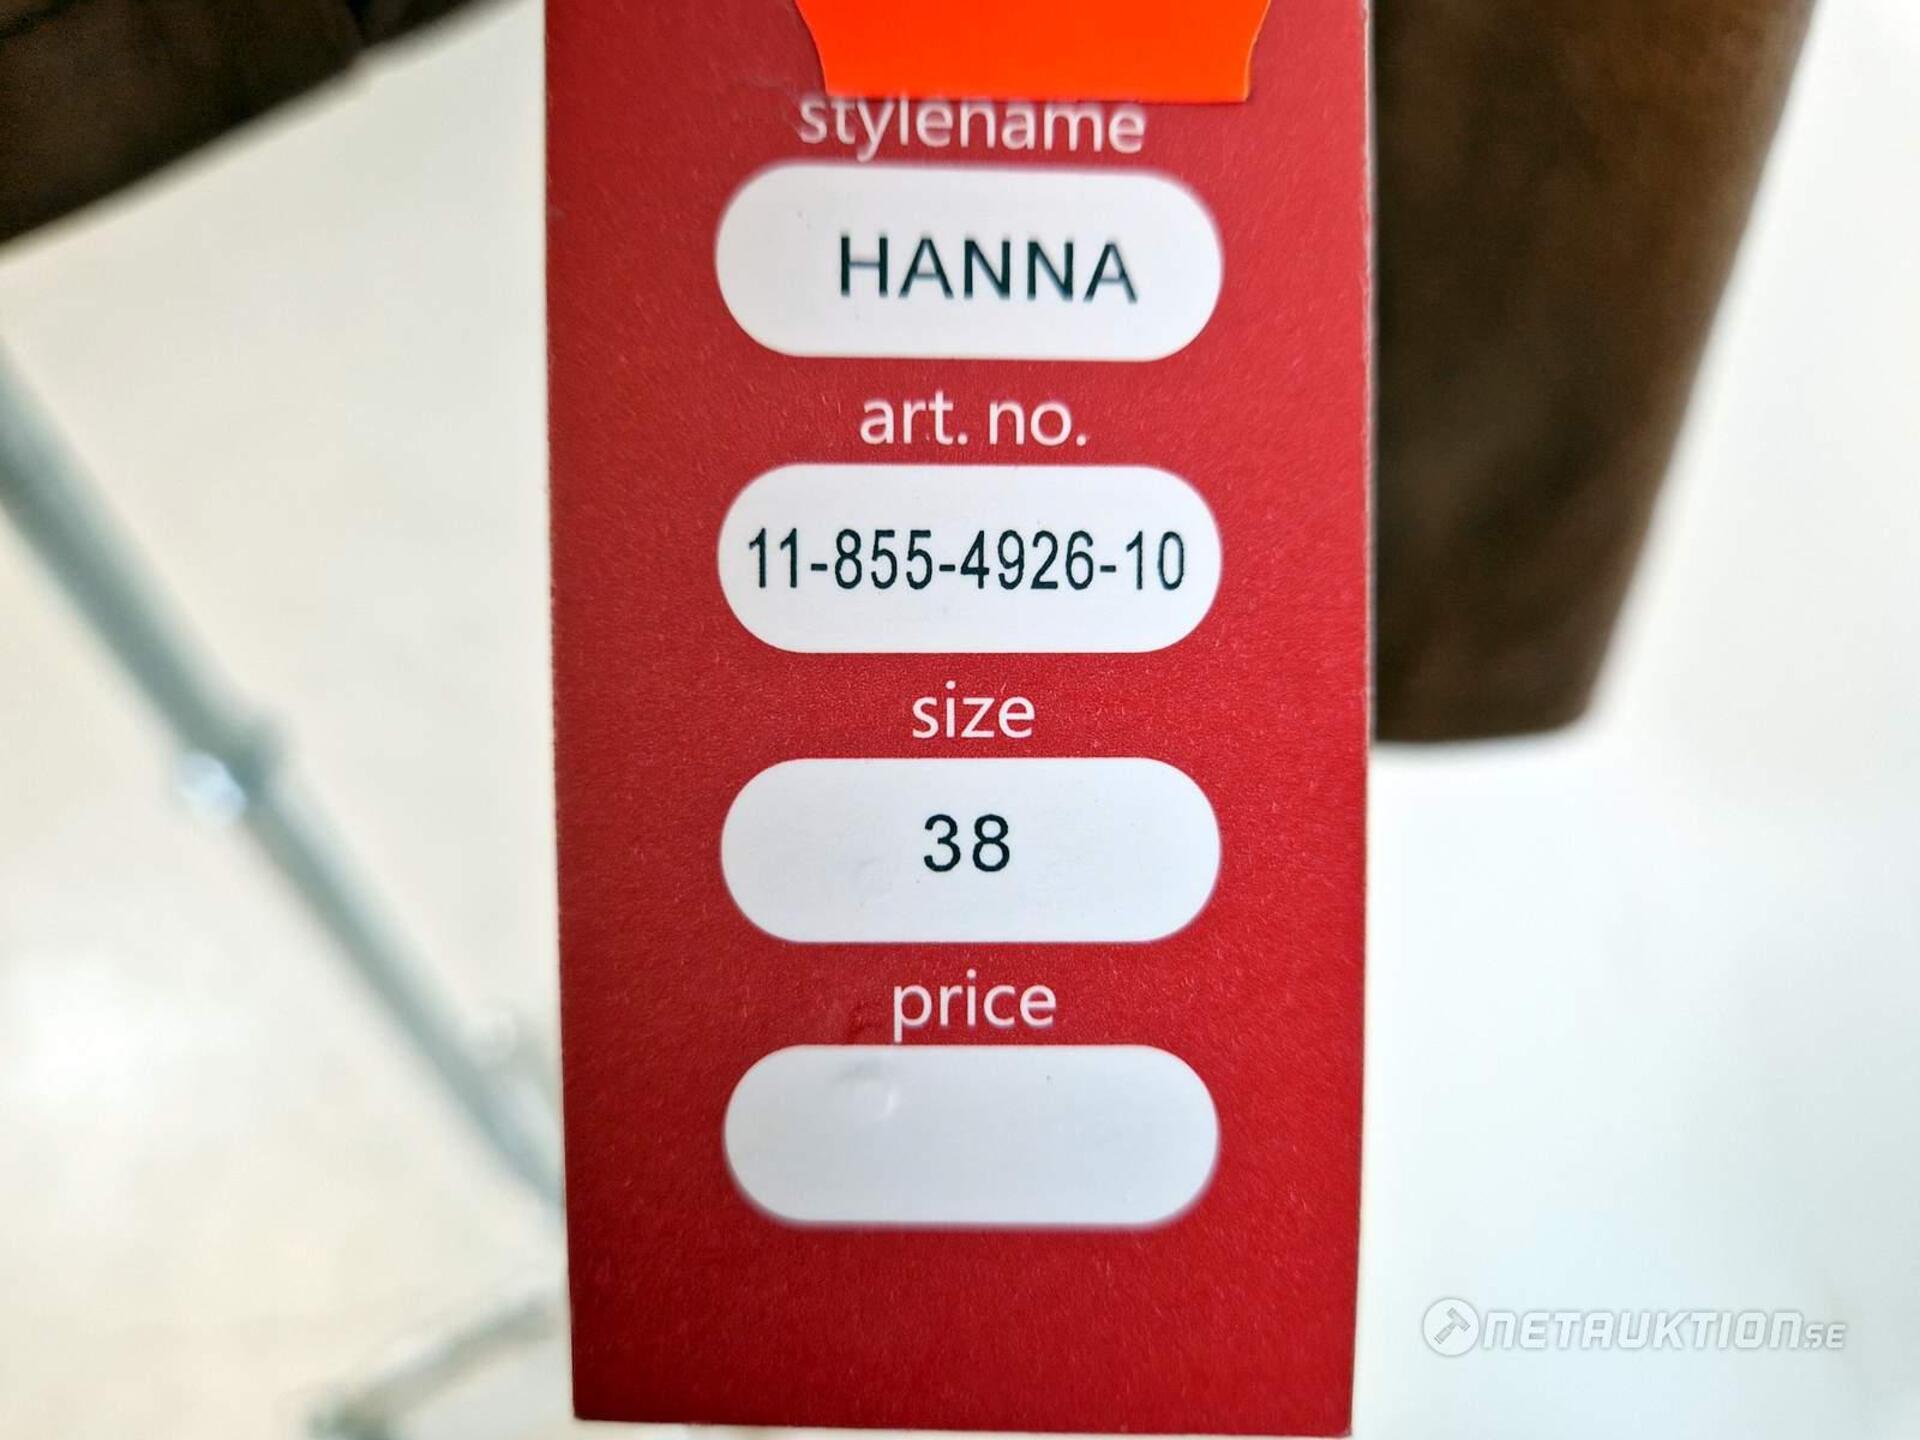 stylename
HANNA
art. no.
11-855-4926-10
size
38
price
NETAUKTION.SE